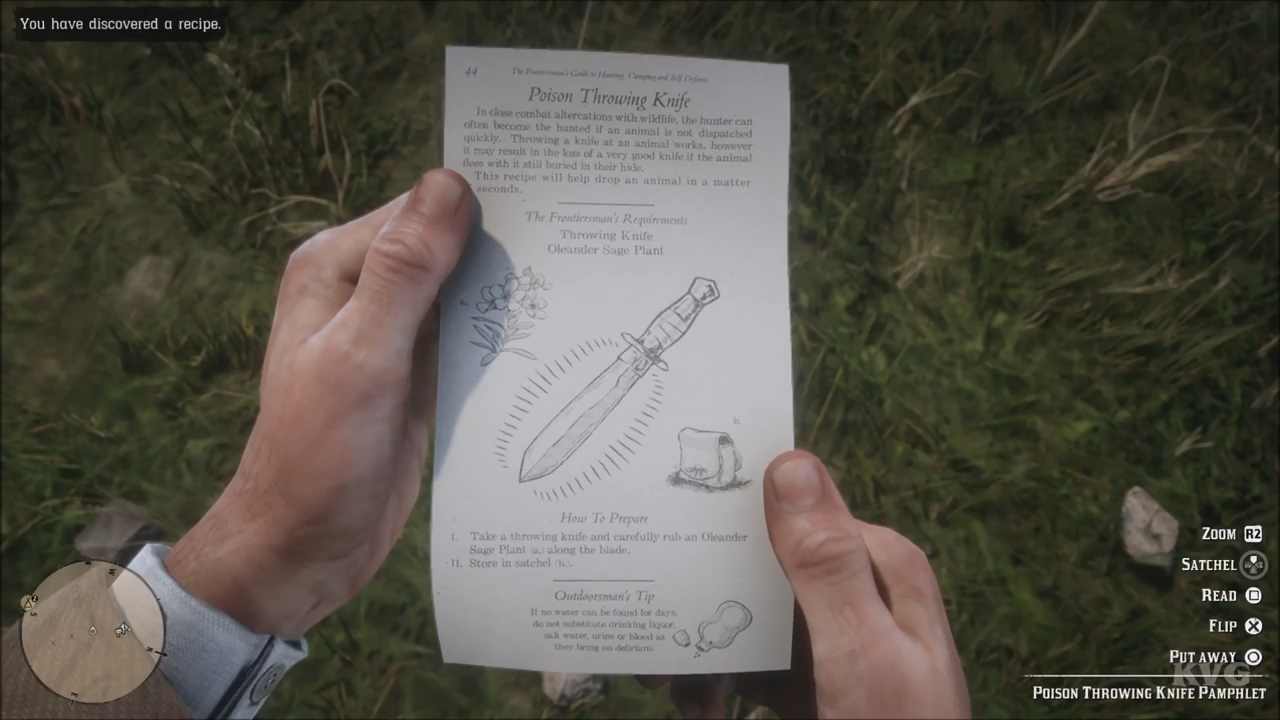 You have discovered a recipe.
44 The Frontiersman's Guide to Hunting, Camping and Self Defense
Poison Throwing Knife
In close combat altercations with wildlife, the hunter can
often become the hunted if an animal is not dispatched
quickly. Throwing a knife at an animal works, however
it may result in the loss of a very good knife if the animal
flees with it still buried in their hide.
This recipe will help drop an animal in a matter
seconds.
The Frontiersman's Requirements
Throwing Knife
Oleander Sage Plant
b.
How To Prepare
I. Take a throwing knife and carefully rub an Oleander
Sage Plant (a.) along the blade.
II. Store in satchel (b.).
Outdoorsman's Tip
If no water can be found for days,
do not substitute drinking liquor,
salt water, urine or blood as
they bring on delirium.
ZOOM R2
SATCHEL
READ
FLIP
PUT AWAY
KVG
POISON THROWING KNIFE PAMPHLET
W
S
N
E